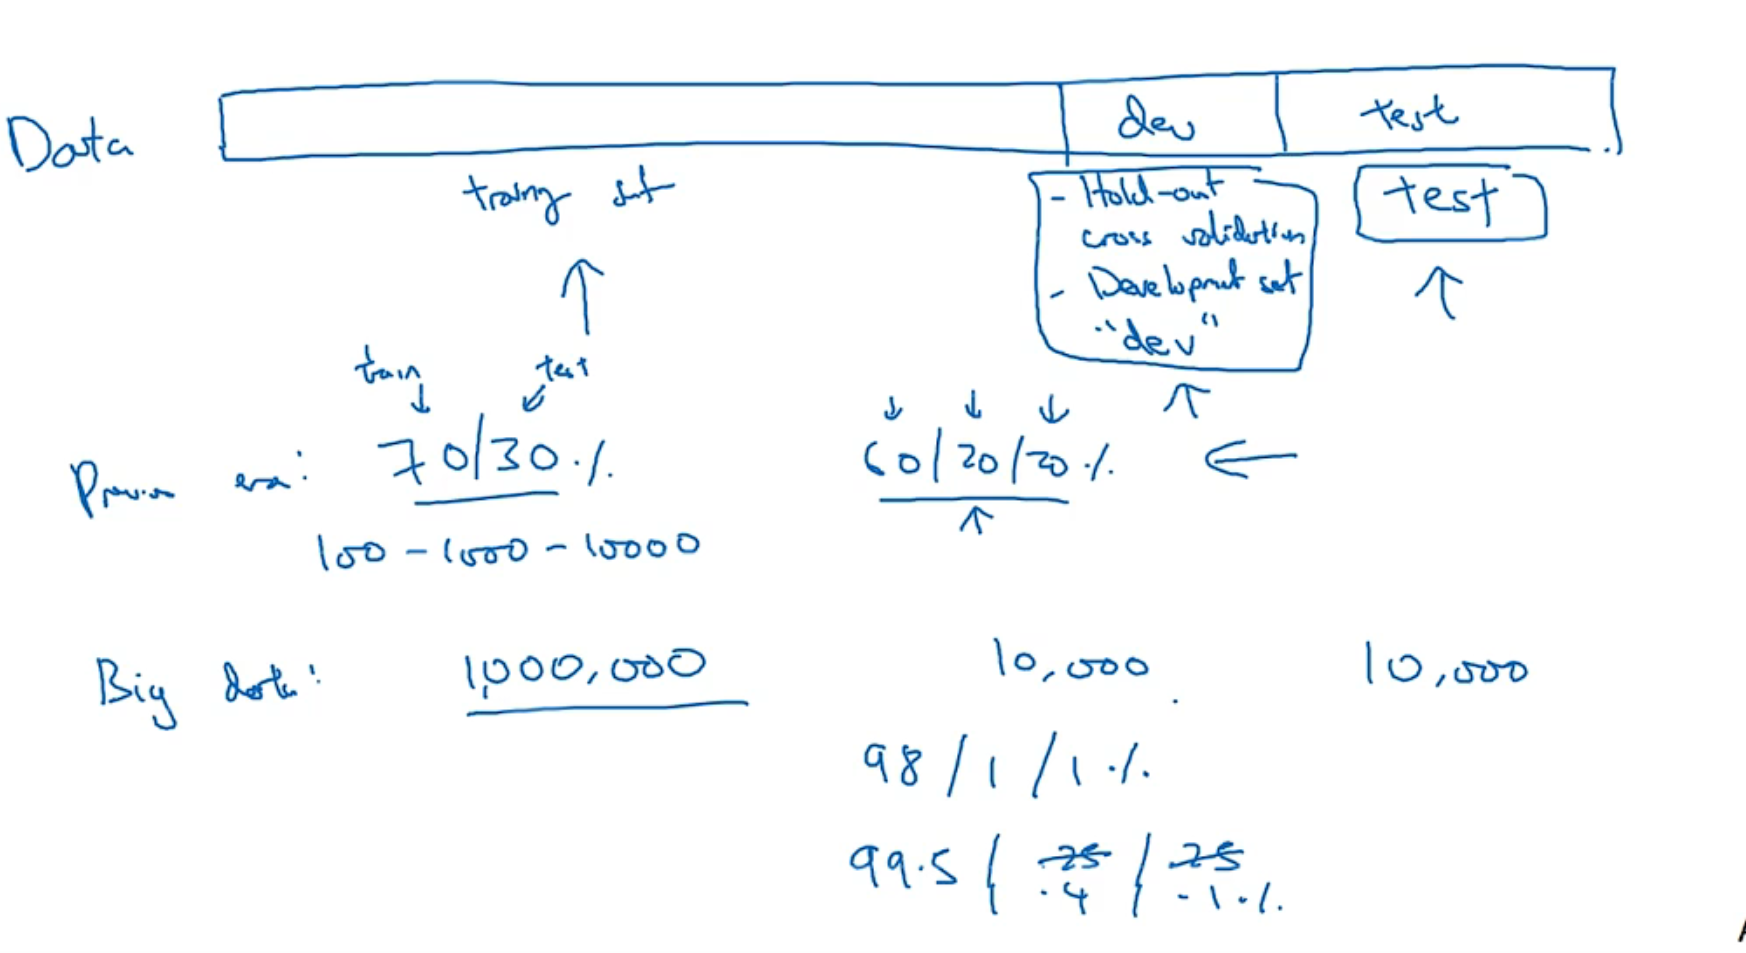 Data
dev
test
training set
- Hold-out
cross validation
- Development set
"dev"
test
train
test
Previous era:
70/30 %
60/20/20 %
100 - 1000 - 10000
Big data:
1,000,000
10,000
10,000
98 / 1 / 1 %
99.5 / .25 / .25
.4 / .1 %